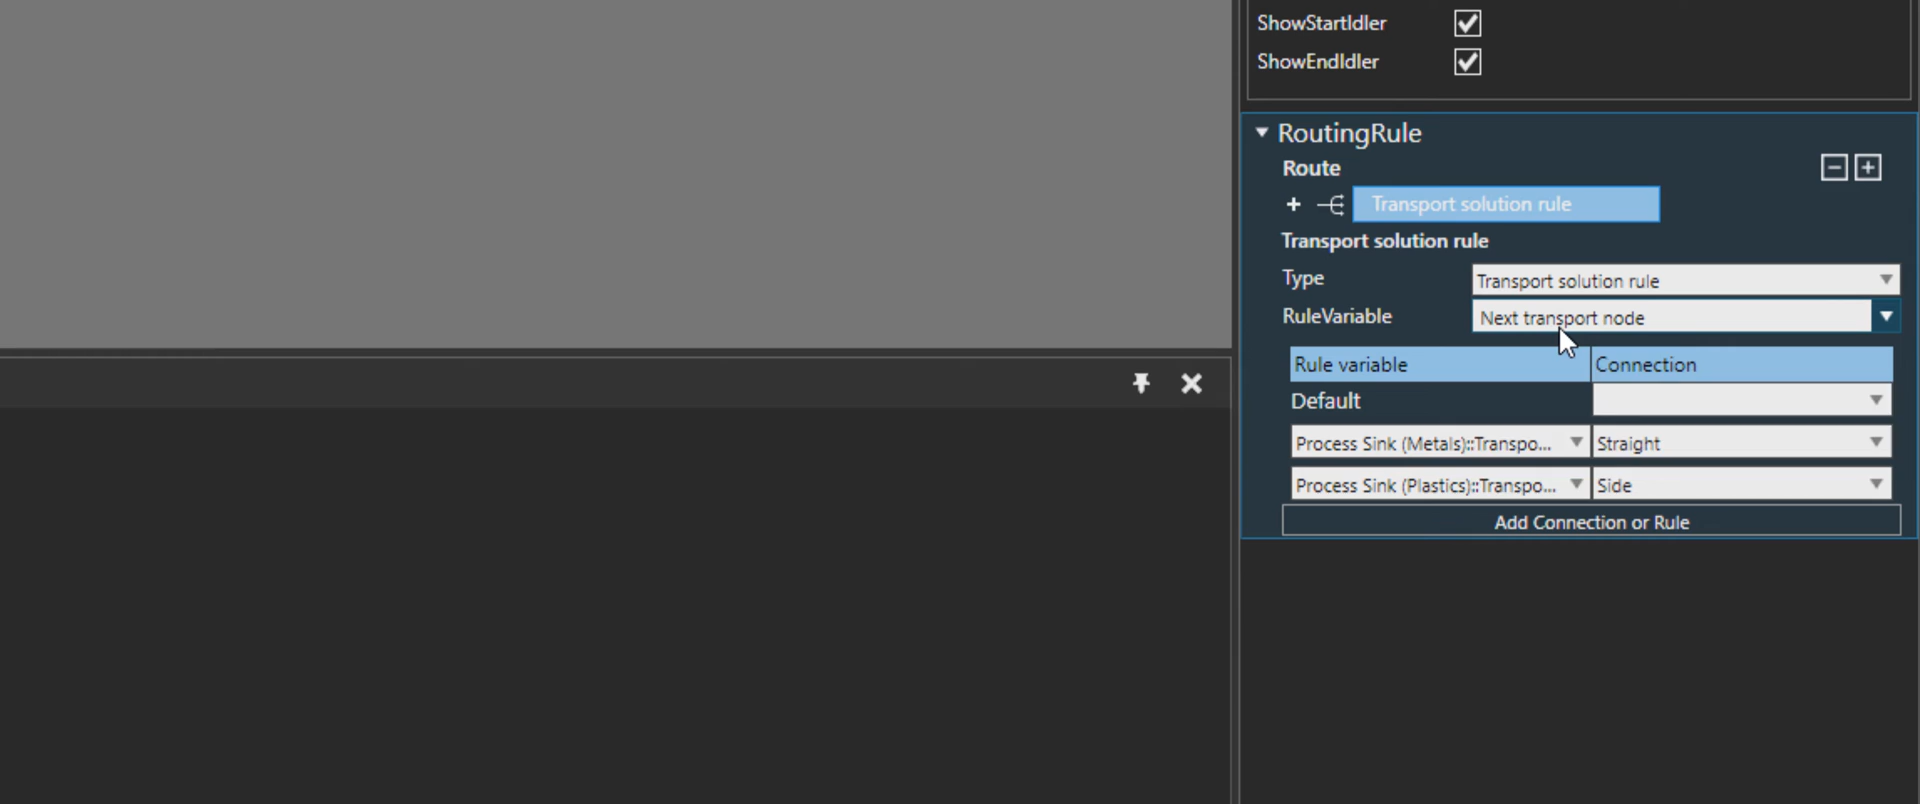 ShowStartIdler
ShowEndIdler
RoutingRule
Route
Transport solution rule
Transport solution rule
Type Transport solution rule
RuleVariable Next transport node
Rule variable Connection
Default
Process Sink (Metals)::Transpo... Straight
Process Sink (Plastics)::Transpo... Side
Add Connection or Rule